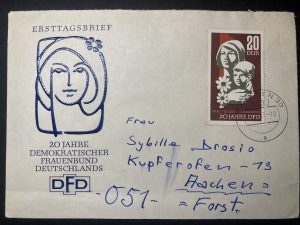 ERSTTAGSBRIEF
20
DDR
20 JAHRE DFD
Frau
Sybille Drosio
Kupferofen - 13
Aachen =
Forst.
-051-
20 JAHRE
DEMOKRATISCHER
FRAUENBUND
DEUTSCHLANDS
DFD